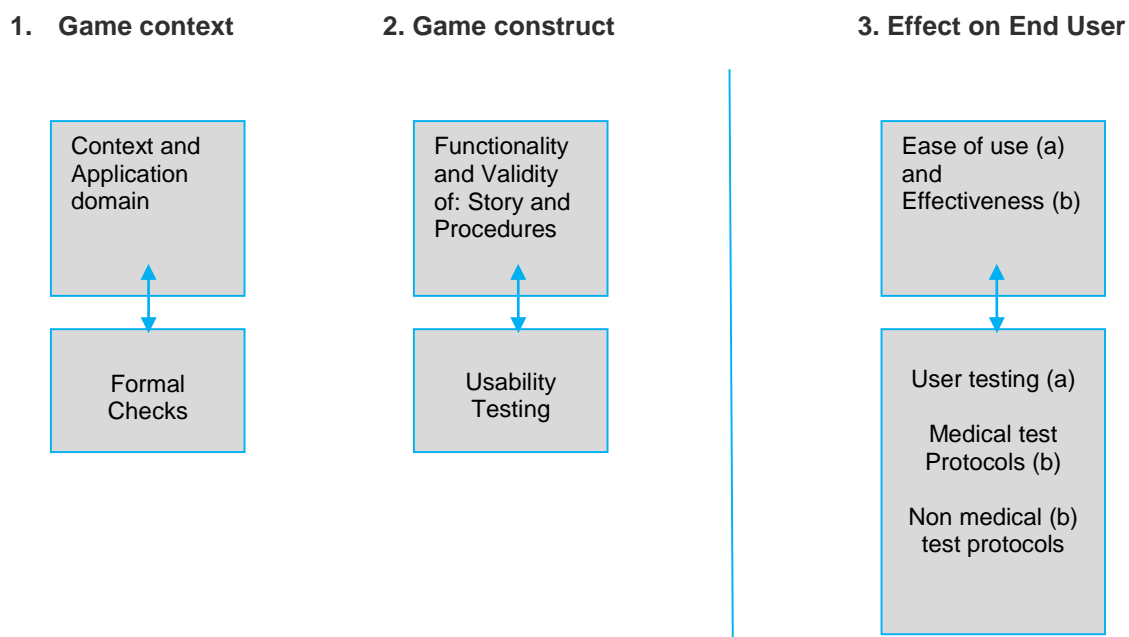 1. Game context
2. Game construct
3. Effect on End User
Context and
Application
domain
Formal
Checks
Functionality
and Validity
of: Story and
Procedures
Usability
Testing
Ease of use (a)
and
Effectiveness (b)
User testing (a)
Medical test
Protocols (b)
Non medical (b)
test protocols